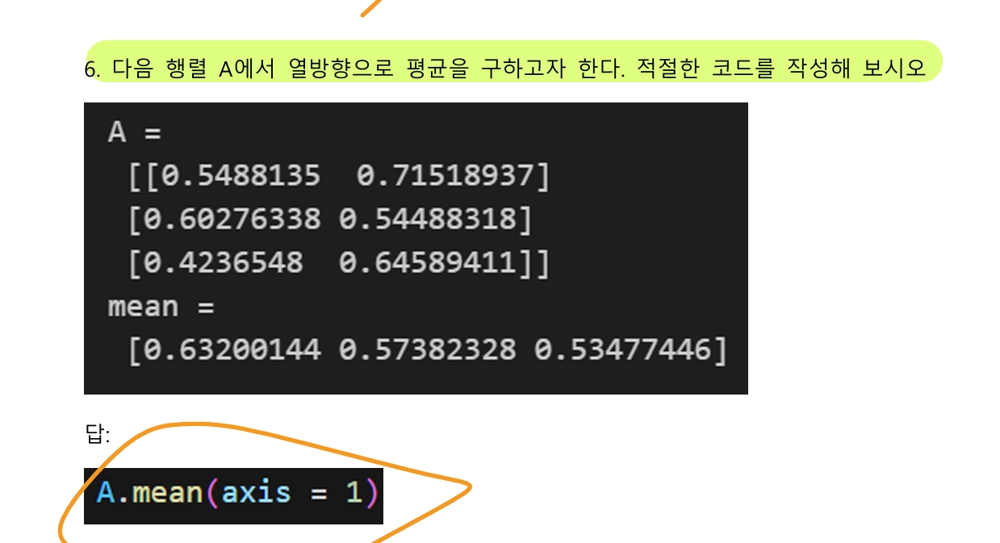 6. 다음 행렬 A에서 열방향으로 평균을 구하고자 한다. 적절한 코드를 작성해 보시오
A =
[[0.5488135  0.71518937]
[0.60276338 0.54488318]
[0.4236548  0.64589411]]
mean =
[0.63200144 0.57382328 0.53477446]
답:
A.mean(axis = 1)